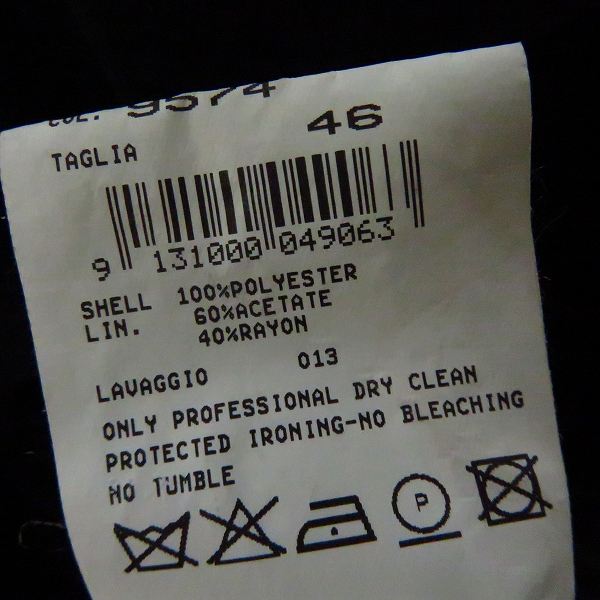 COL. 9574
TAGLIA 46
9 131000 049063
SHELL 100%POLYESTER
LIN. 60%ACETATE
40%RAYON
LAVAGGIO 013
ONLY PROFESSIONAL DRY CLEAN
PROTECTED IRONING-NO BLEACHING
NO TUMBLE
P